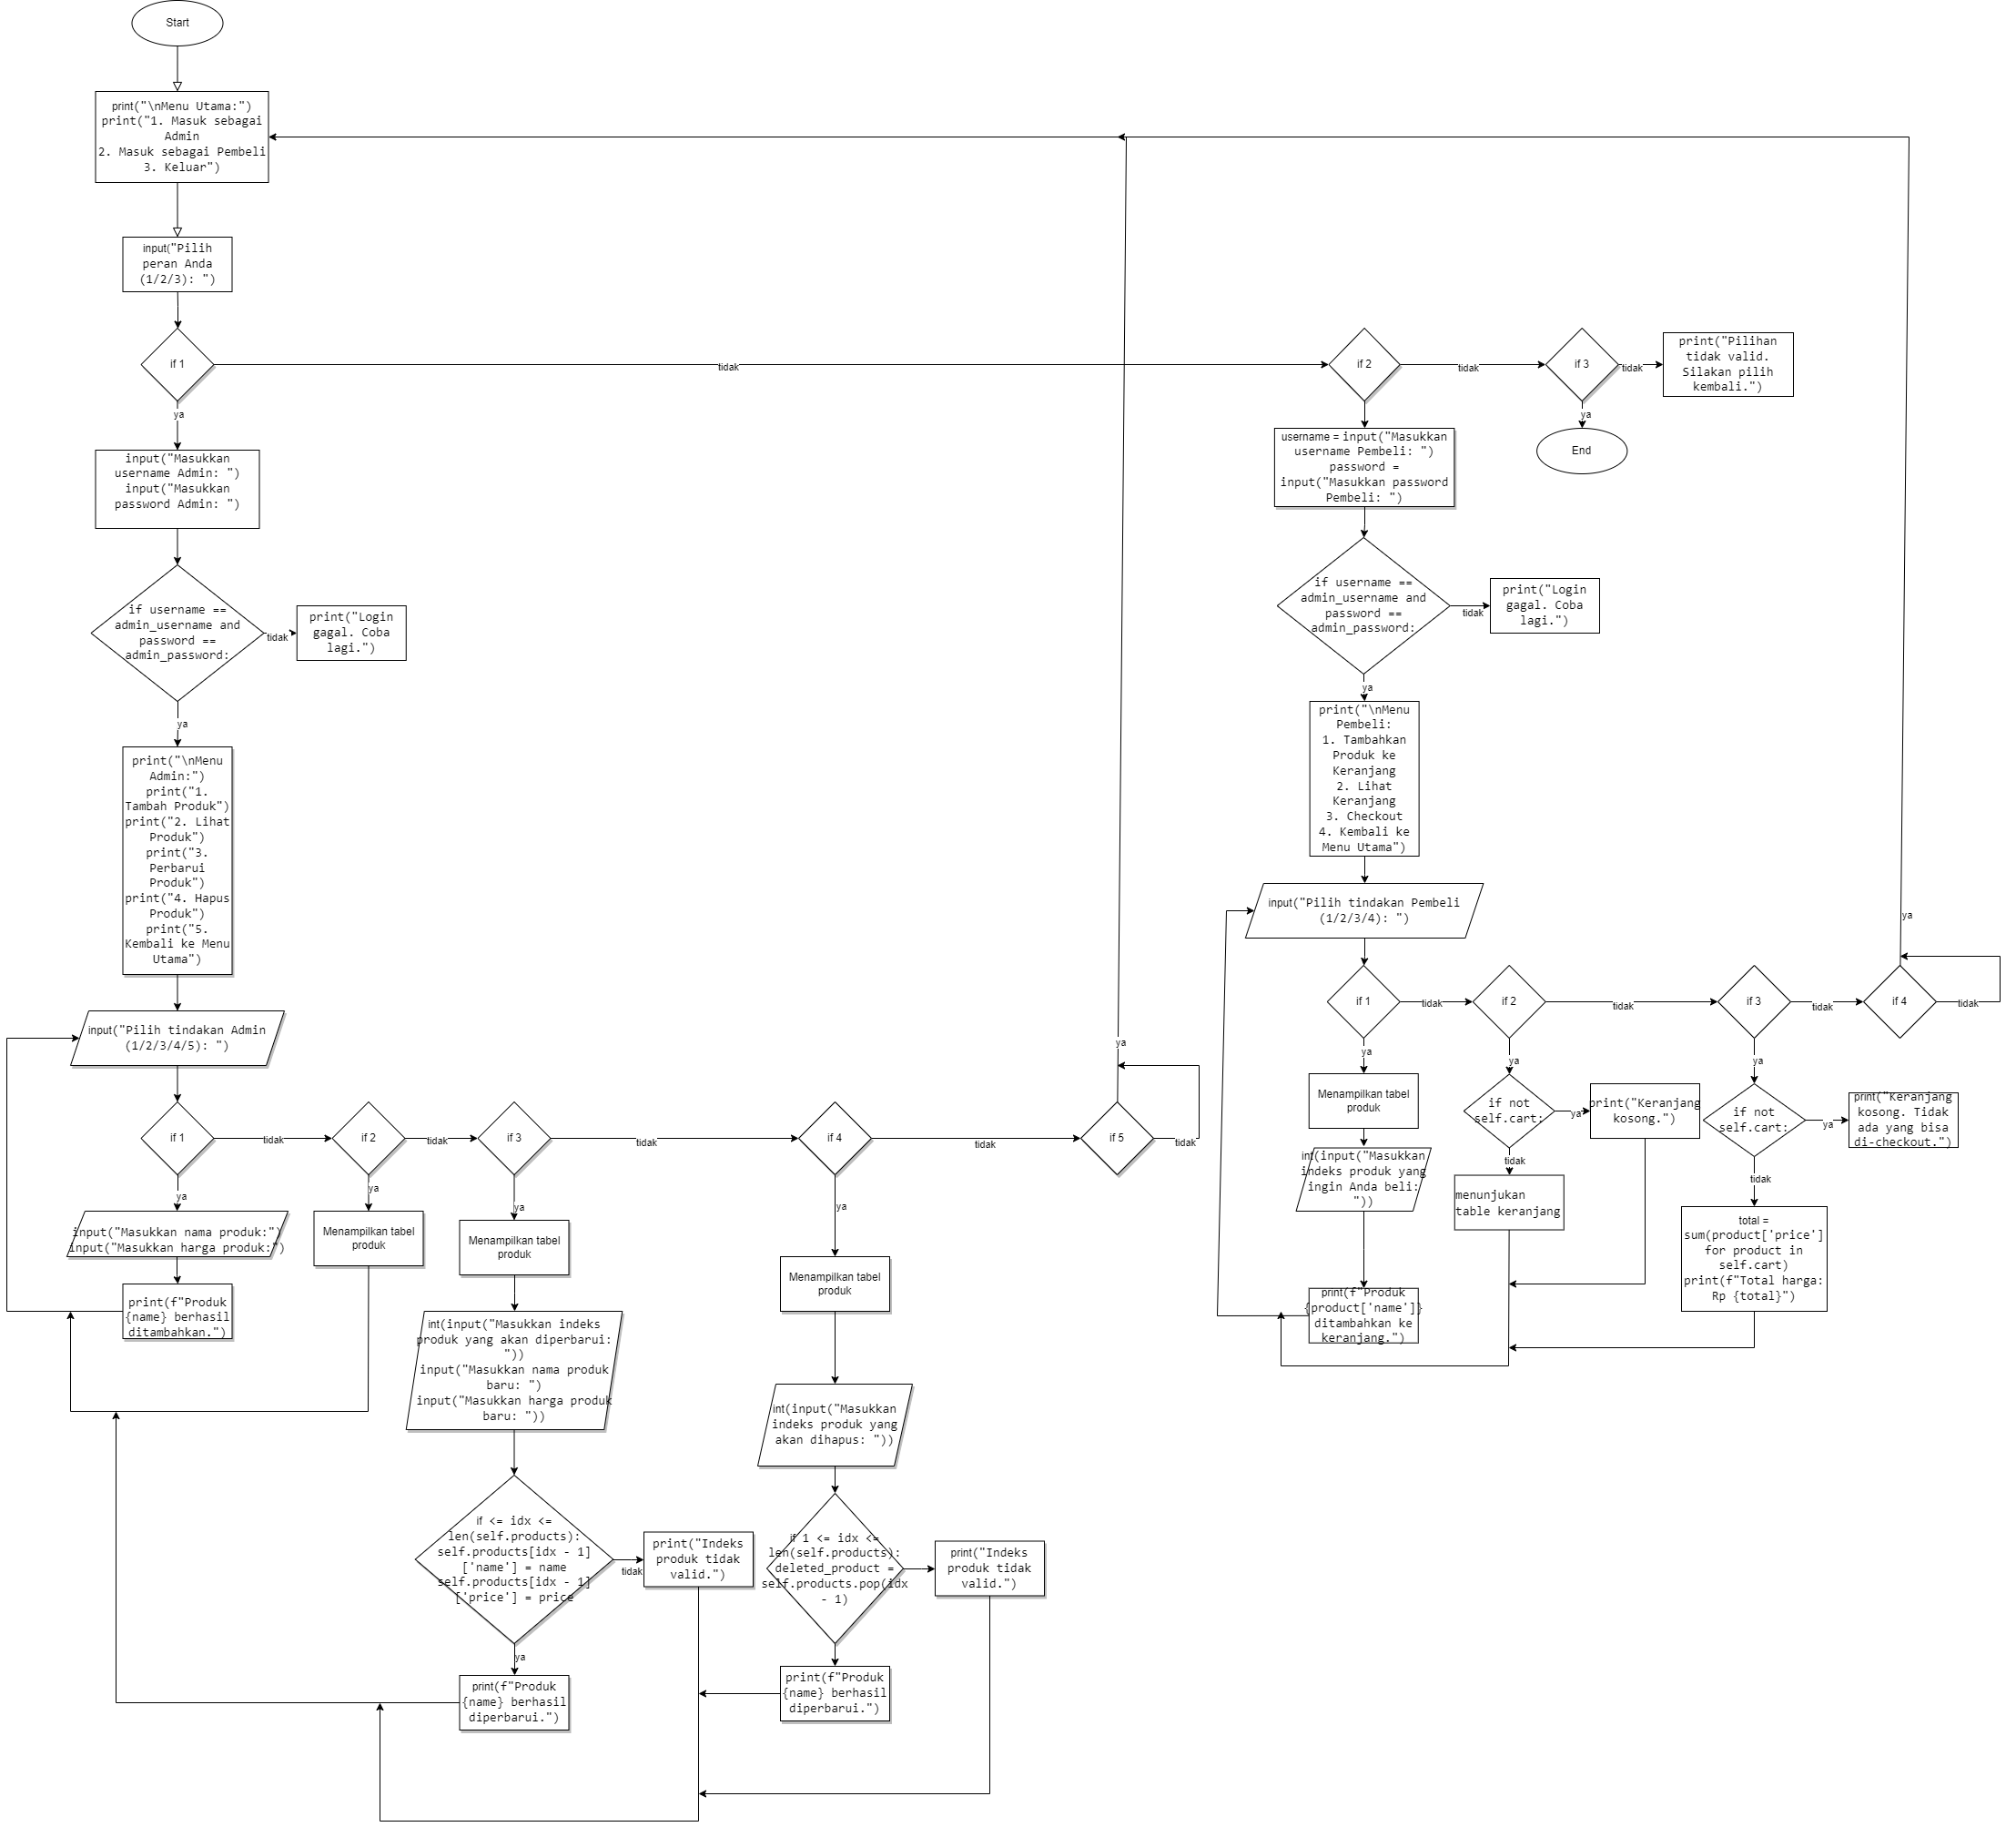 Start
print("\nMenu Utama:")
print("1. Masuk sebagai
Admin
2. Masuk sebagai Pembeli
3. Keluar")
input("Pilih
peran Anda
(1/2/3): ")
if 1
tidak
if 2
tidak
if 3
tidak
print("Pilihan
tidak valid.
Silakan pilih
kembali.")
ya
ya
End
input("Masukkan
username Admin: ")
input("Masukkan
password Admin: ")
if username ==
admin_username and
password ==
admin_password:
tidak
print("Login
gagal. Coba
lagi.")
ya
print("\nMenu
Admin:")
print("1.
Tambah Produk")
print("2. Lihat
Produk")
print("3.
Perbarui
Produk")
print("4. Hapus
Produk")
print("5.
Kembali ke Menu
Utama")
input("Pilih tindakan Admin
(1/2/3/4/5): ")
if 1
tidak
if 2
tidak
if 3
tidak
if 4
tidak
if 5
tidak
ya
ya
input("Masukkan nama produk:")
input("Masukkan harga produk:")
print(f"Produk
{name} berhasil
ditambahkan.")
ya
Menampilkan tabel
produk
ya
Menampilkan tabel
produk
int(input("Masukkan indeks
produk yang akan diperbarui:
"))
input("Masukkan nama produk
baru: ")
input("Masukkan harga produk
baru: "))
if <= idx <=
len(self.products):
self.products[idx - 1]
['name'] = name
self.products[idx - 1]
['price'] = price
tidak
print("Indeks
produk tidak
valid.")
ya
print(f"Produk
{name} berhasil
diperbarui.")
ya
Menampilkan tabel
produk
int(input("Masukkan
indeks produk yang
akan dihapus: "))
if 1 <= idx <=
len(self.products):
deleted_product =
self.products.pop(idx
- 1)
print("Indeks
produk tidak
valid.")
print(f"Produk
{name} berhasil
diperbarui.")
username = input("Masukkan
username Pembeli: ")
password =
input("Masukkan password
Pembeli: ")
if username ==
admin_username and
password ==
admin_password:
tidak
print("Login
gagal. Coba
lagi.")
ya
print("\nMenu
Pembeli:
1. Tambahkan
Produk ke
Keranjang
2. Lihat
Keranjang
3. Checkout
4. Kembali ke
Menu Utama")
input("Pilih tindakan Pembeli
(1/2/3/4): ")
if 1
tidak
if 2
tidak
if 3
tidak
if 4
tidak
ya
ya
Menampilkan tabel
produk
int(input("Masukkan
indeks produk yang
ingin Anda beli:
"))
print(f"Produk
{product['name']}
ditambahkan ke
keranjang.")
ya
if not
self.cart:
ya
print("Keranjang
kosong.")
tidak
menunjukan
table keranjang
ya
if not
self.cart:
ya
print("Keranjang
kosong. Tidak
ada yang bisa
di-checkout.")
tidak
total =
sum(product['price']
for product in
self.cart)
print(f"Total harga:
Rp {total}")